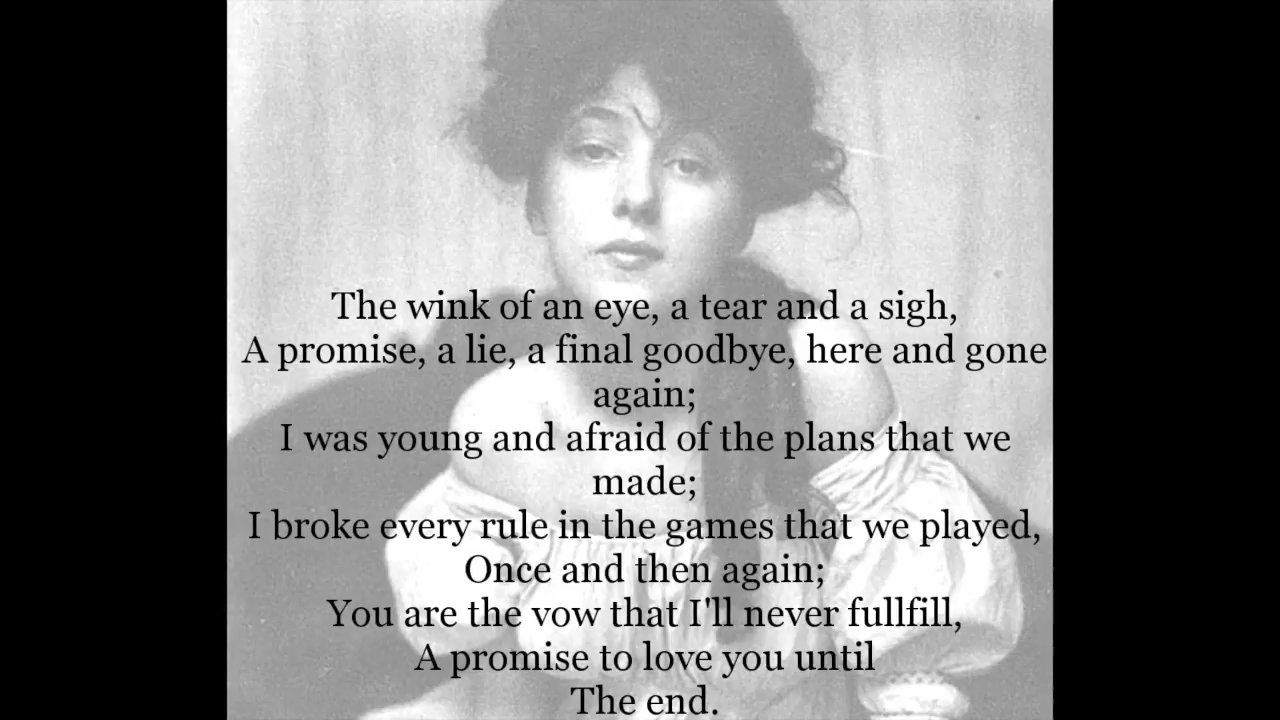 The wink of an eye, a tear and a sigh,
A promise, a lie, a final goodbye, here and gone
again;
I was young and afraid of the plans that we
made;
I broke every rule in the games that we played,
Once and then again;
You are the vow that I'll never fullfill,
A promise to love you until
The end.